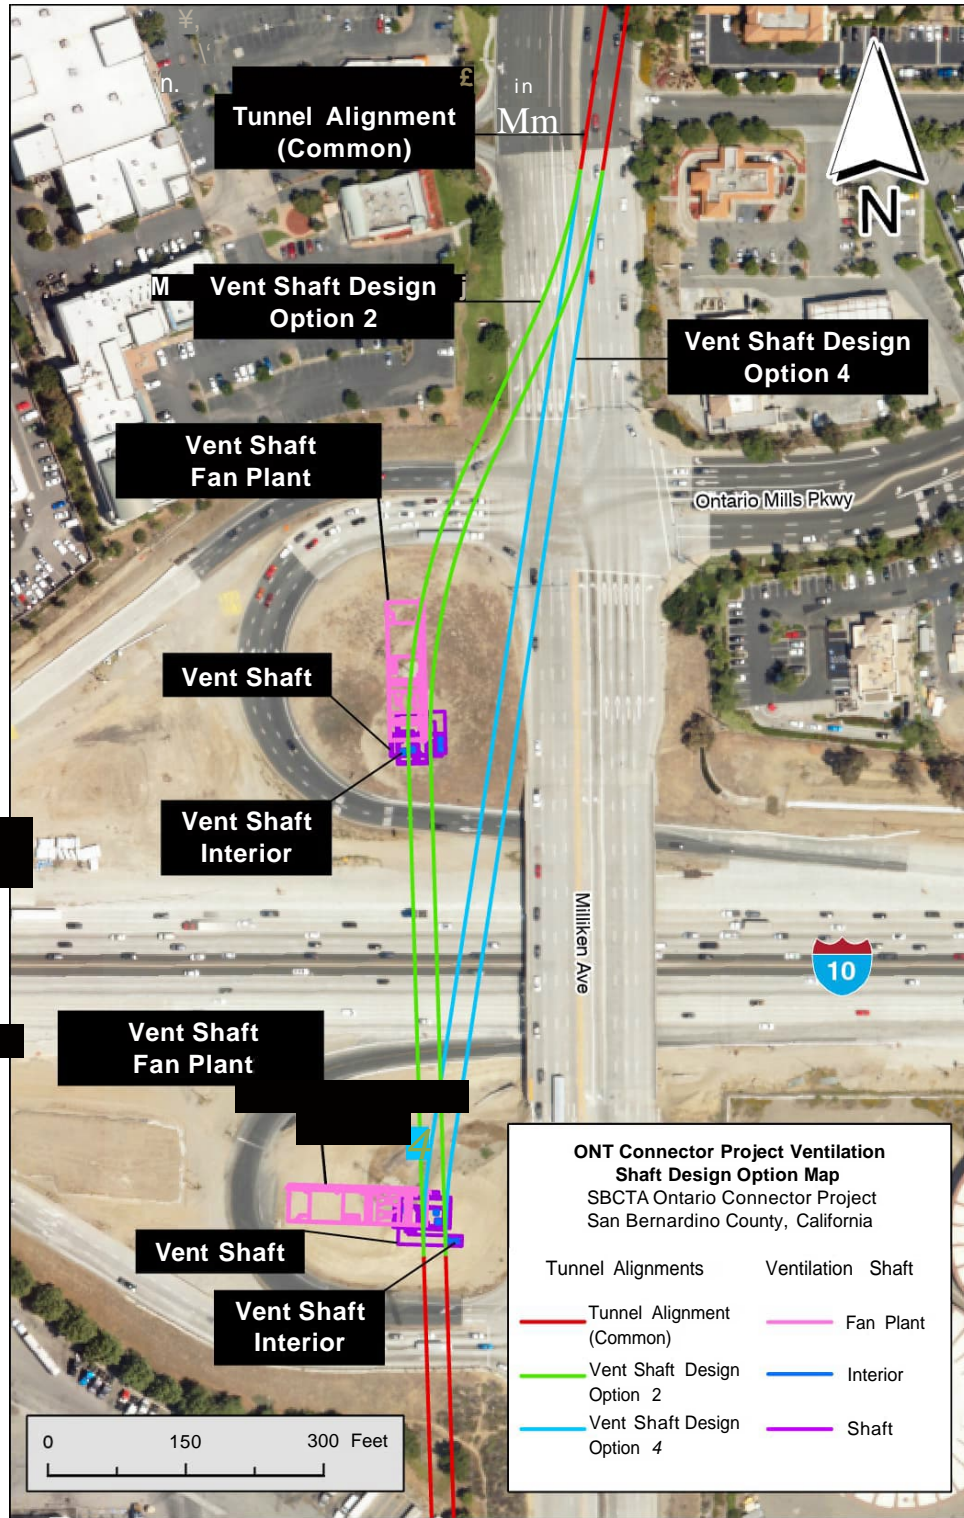 ¥,
n.
£
in
Mm
Tunnel Alignment
(Common)
M
Vent Shaft Design
Option 2
Vent Shaft Design
Option 4
Vent Shaft
Fan Plant
Ontario Mills Pkwy
Vent Shaft
Vent Shaft
Interior
Milliken Ave
10
Vent Shaft
Fan Plant
4
Vent Shaft
Vent Shaft
Interior
N
ONT Connector Project Ventilation
Shaft Design Option Map
SBCTA Ontario Connector Project
San Bernardino County, California
Tunnel Alignments
Ventilation Shaft
Tunnel Alignment
(Common)
Fan Plant
Vent Shaft Design
Option 2
Interior
Vent Shaft Design
Option 4
Shaft
0 150 300 Feet